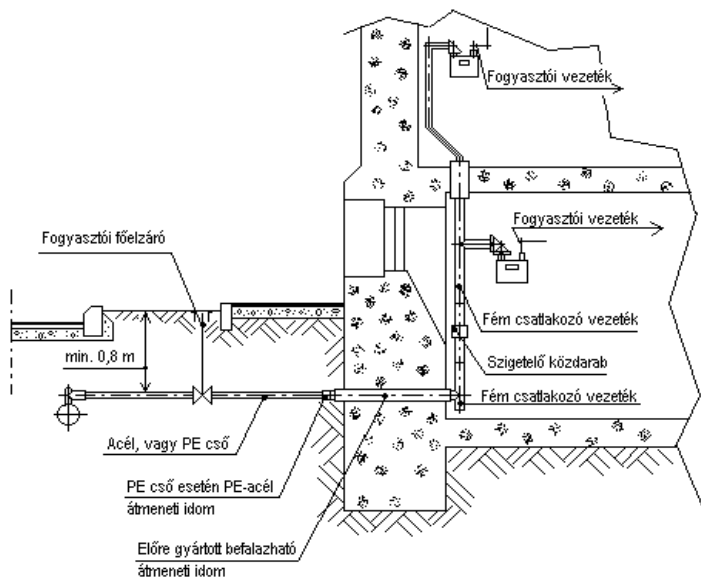 Fogyasztói vezeték
Fogyasztói vezeték
Fogyasztói főelzáró
Fém csatlakozó vezeték
min. 0,8 m
Szigetelő közdarab
Fém csatlakozó vezeték
Acél, vagy PE cső
PE cső esetén PE-acél
átmeneti idom
Előre gyártott befalazható
átmeneti idom